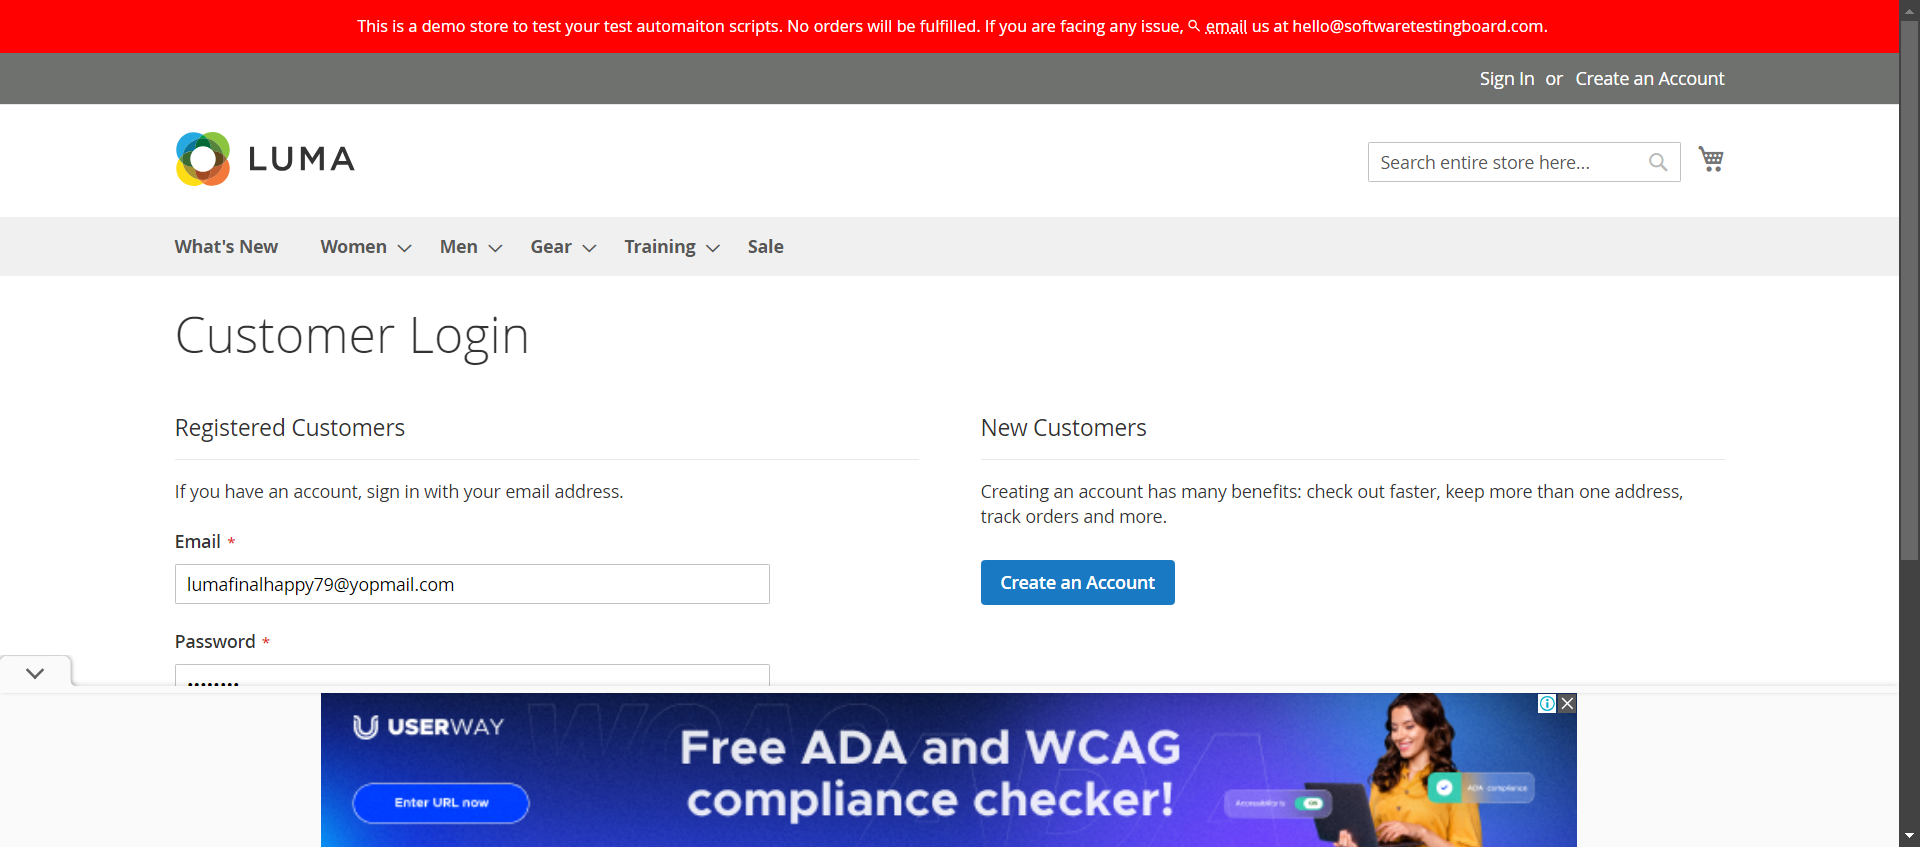 This is a demo store to test your test automaiton scripts. No orders will be fulfilled. If you are facing any issue, email us at hello@softwaretestingboard.com.
Sign In or Create an Account
LUMA
Search entire store here...
What's New Women Men Gear Training Sale
Customer Login
Registered Customers
If you have an account, sign in with your email address.
Email *
lumafinalhappy79@yopmail.com
Password *
New Customers
Creating an account has many benefits: check out faster, keep more than one address,
track orders and more.
Create an Account
USERWAY
Enter URL now
Free ADA and WCAG
compliance checker!
Accessibility is ON
ADA compliance